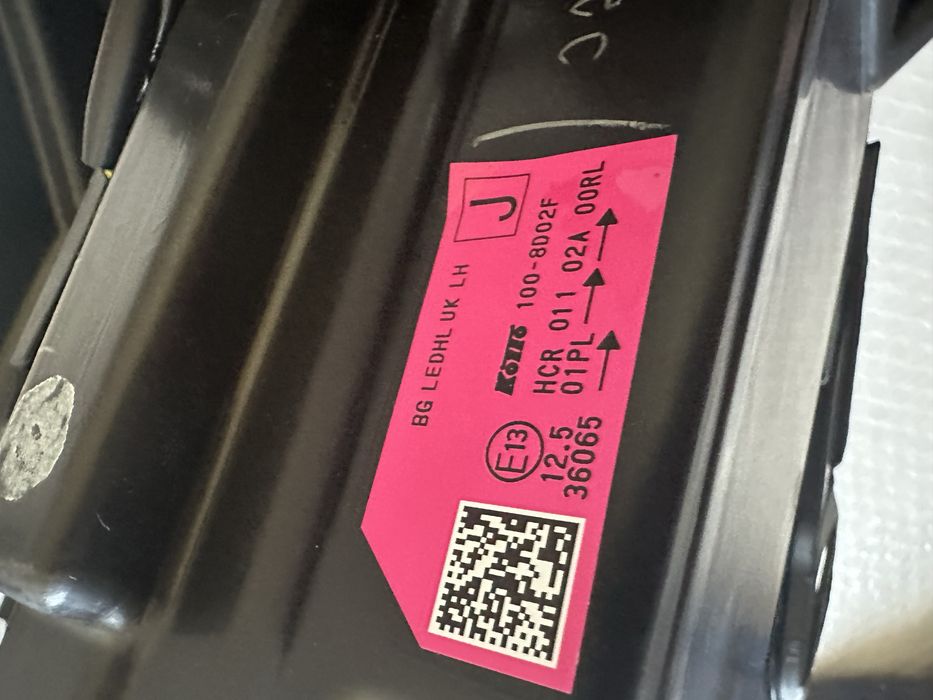 J
BG LEDHL UK LH
KOITO 100-8D02F
HCR 011 02A 00RL
01PL
E13
12.5
36065